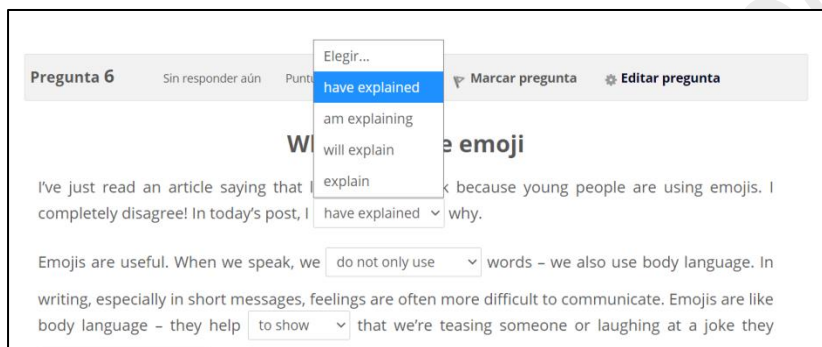 Elegir...
Pregunta 6 Sin responder aún Punt have explained Marcar pregunta Editar pregunta
am explaining
will explain
W e emoji
explain
I've just read an article saying that because young people are using emojis. I
completely disagree! In today's post, I have explained why.
Emojis are useful. When we speak, we do not only use words – we also use body language. In
writing, especially in short messages, feelings are often more difficult to communicate. Emojis are like
body language – they help to show that we're teasing someone or laughing at a joke they